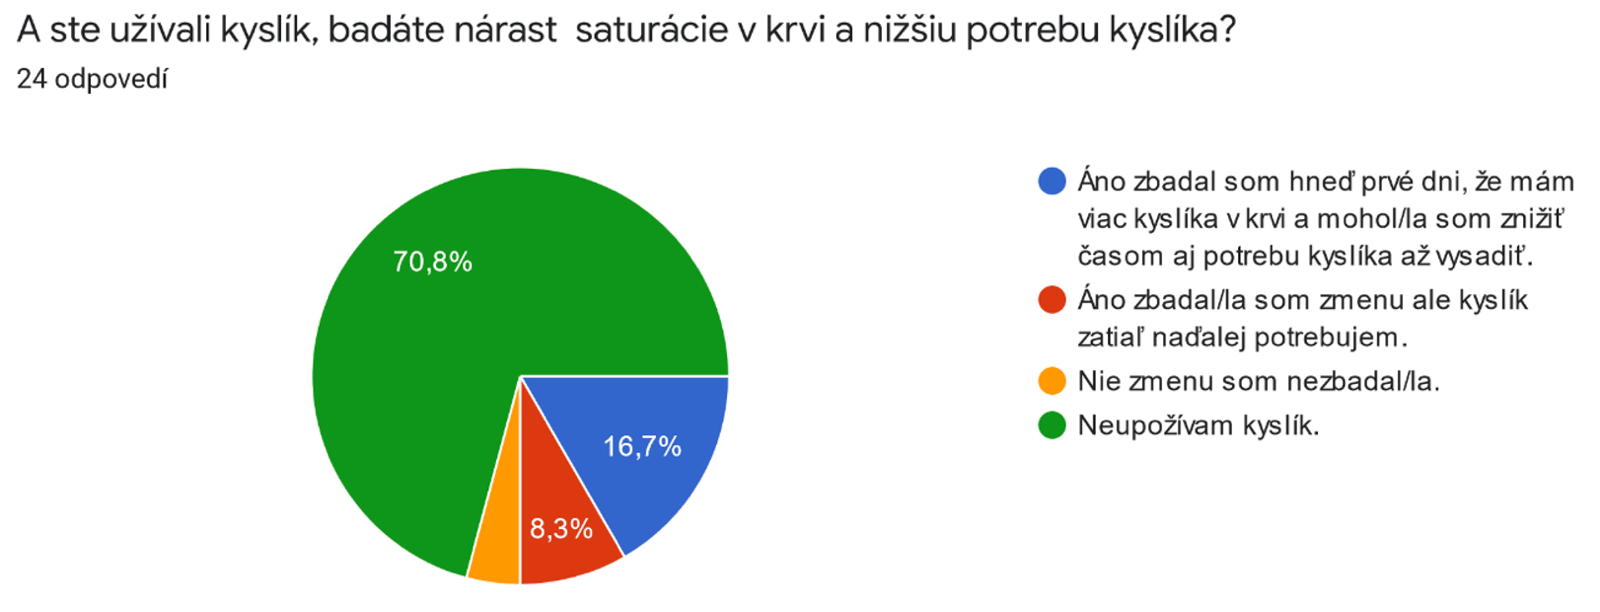 A ste užívali kyslík, badáte nárast  saturácie v krvi a nižšiu potrebu kyslíka?
24 odpovedí
Áno zbadal som hneď prvé dni, že mám
viac kyslíka v krvi a mohol/la som znižiť
časom aj potrebu kyslíka až vysadiť.
Áno zbadal/la som zmenu ale kyslík
zatiaľ naďalej potrebujem.
Nie zmenu som nezbadal/la.
Neupožívam kyslík.
70,8%
16,7%
8,3%